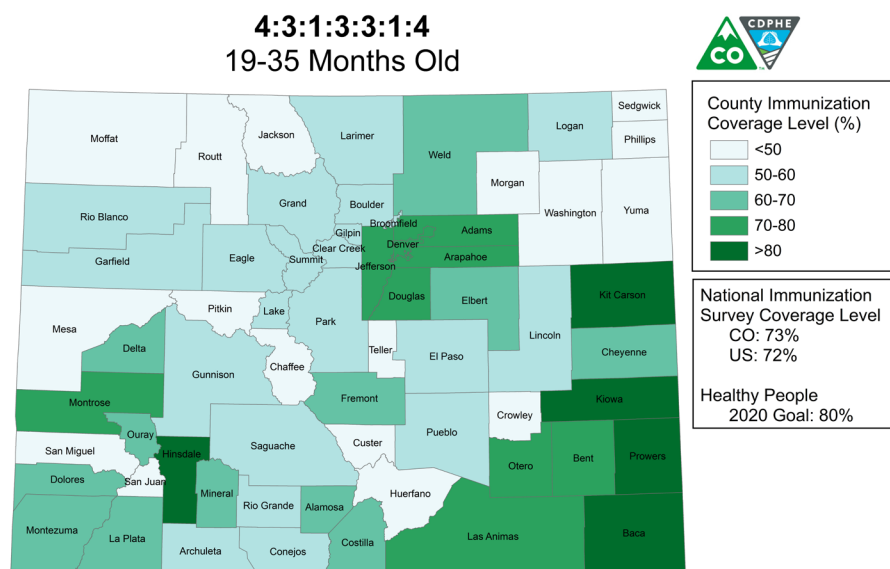 4:3:1:3:3:1:4
19-35 Months Old
CO
CDPHE
TM
County Immunization
Coverage Level (%)
<50
50-60
60-70
70-80
>80
National Immunization
Survey Coverage Level
CO: 73%
US: 72%
Healthy People
2020 Goal: 80%
Moffat
Routt
Jackson
Larimer
Weld
Logan
Sedgwick
Phillips
Morgan
Washington
Yuma
Rio Blanco
Grand
Boulder
Broomfield
Gilpin
Adams
Denver
Clear Creek
Arapahoe
Garfield
Eagle
Summit
Jefferson
Douglas
Elbert
Kit Carson
Mesa
Pitkin
Lake
Park
Teller
El Paso
Lincoln
Cheyenne
Delta
Gunnison
Chaffee
Fremont
Montrose
Crowley
Kiowa
Ouray
Saguache
Custer
Pueblo
San Miguel
Hinsdale
Otero
Bent
Prowers
Dolores
San Juan
Mineral
Rio Grande
Alamosa
Huerfano
Montezuma
La Plata
Archuleta
Conejos
Costilla
Las Animas
Baca